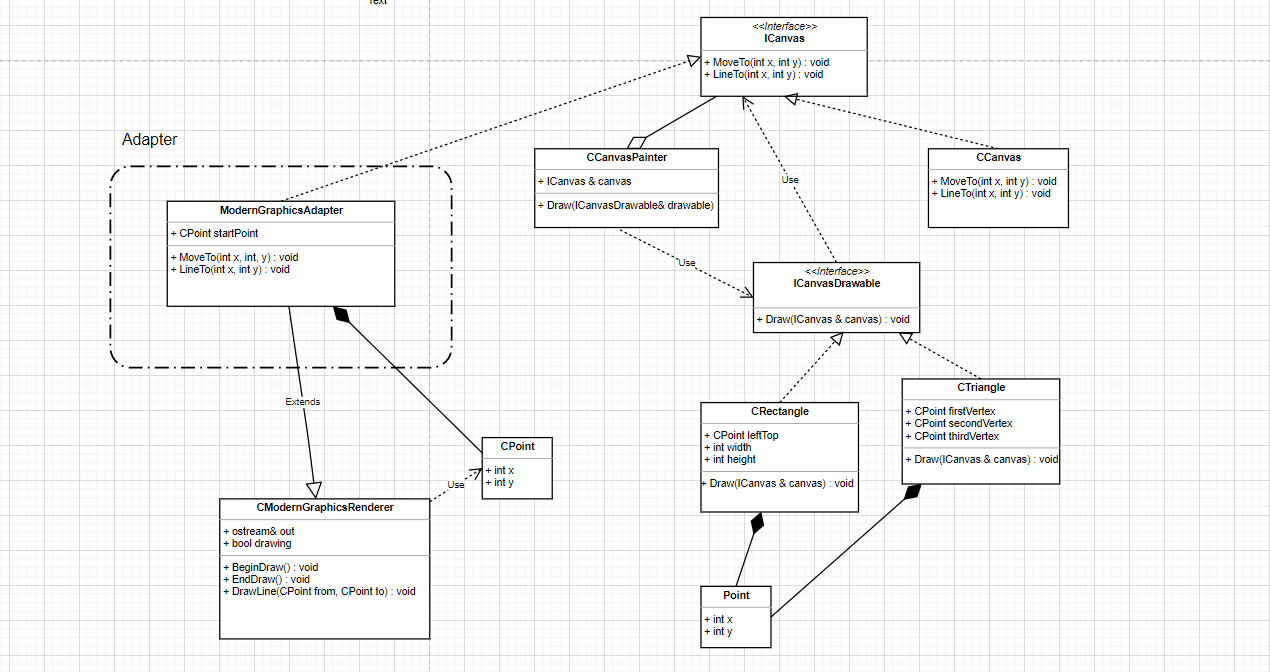 Text
<<Interface>>
ICanvas
+ MoveTo(int x, int y) : void
+ LineTo(int x, int y) : void
Adapter
CCanvasPainter
+ ICanvas & canvas
+ Draw(ICanvasDrawable& drawable)
CCanvas
+ MoveTo(int x, int y) : void
+ LineTo(int x, int y) : void
Use
ModernGraphicsAdapter
+ CPoint startPoint
+ MoveTo(int x, int, y) : void
+ LineTo(int x, int y) : void
Use
<<Interface>>
ICanvasDrawable
+ Draw(ICanvas & canvas) : void
Extends
CRectangle
+ CPoint leftTop
+ int width
+ int height
+ Draw(ICanvas & canvas) : void
CTriangle
+ CPoint firstVertex
+ CPoint secondVertex
+ CPoint thirdVertex
+ Draw(ICanvas & canvas) : void
CPoint
+ int x
+ int y
Use
CModernGraphicsRenderer
+ ostream& out
+ bool drawing
+ BeginDraw() : void
+ EndDraw() : void
+ DrawLine(CPoint from, CPoint to) : void
Point
+ int x
+ int y